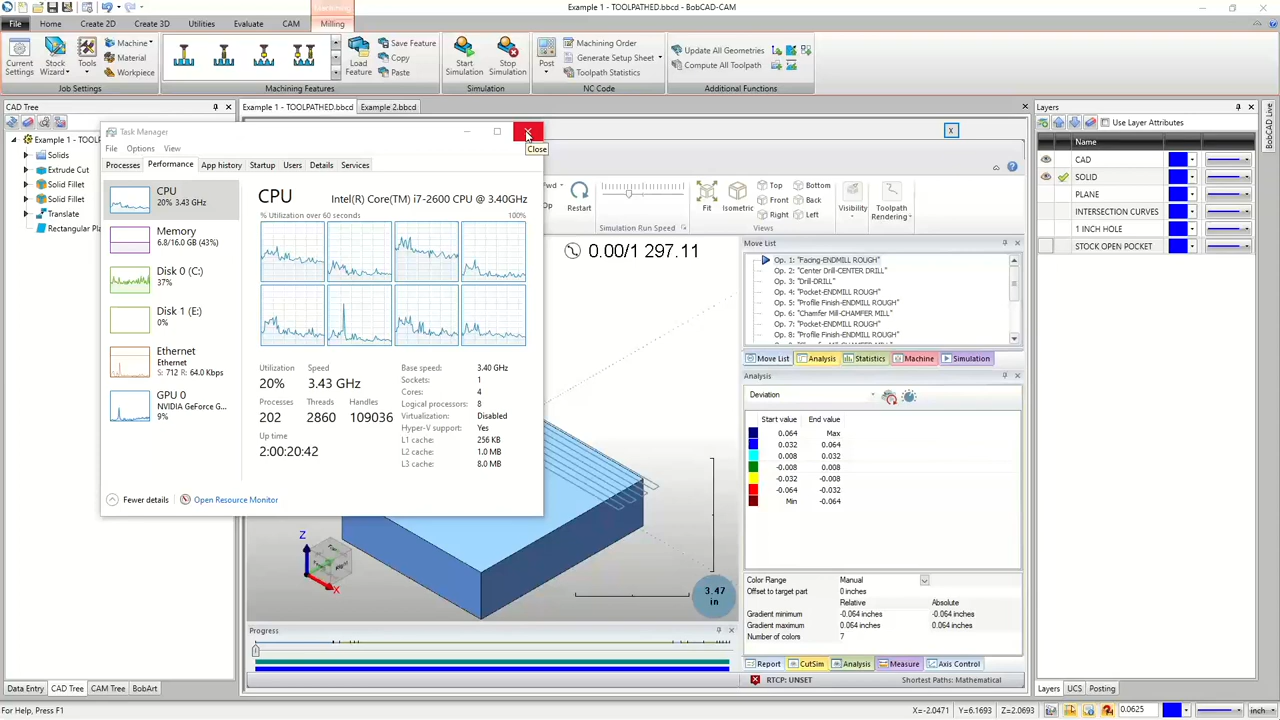 Example 1 - TOOLPATHED.bbcd - BobCAD-CAM
File Home Create 2D Create 3D Utilities Evaluate CAM Milling
Current Settings
Stock Wizard
Tools
Machine
Material
Workpiece
Job Settings
Machining Features
Load Feature
Save Feature
Copy
Paste
Start Simulation
Stop Simulation
Simulation
Post
Machining Order
Generate Setup Sheet
Toolpath Statistics
NC Code
Update All Geometries
Compute All Toolpath
Additional Functions
CAD Tree
Example 1 - TOOLP
Solids
Extrude Cut
Solid Fillet
Solid Fillet
Translate
Rectangular Pla
Example 1 - TOOLPATHED.bbcd Example 2.bbcd
Task Manager
Close
File Options View
Processes Performance App history Startup Users Details Services
CPU
20% 3.43 GHz
Memory
6.8/16.0 GB (43%)
Disk 0 (C:)
37%
Disk 1 (E:)
0%
Ethernet
Ethernet
S: 712 R: 64.0 Kbps
GPU 0
NVIDIA GeForce G...
9%
CPU Intel(R) Core(TM) i7-2600 CPU @ 3.40GHz
% Utilization over 60 seconds 100%
Utilization Speed
20% 3.43 GHz
Processes Threads Handles
202 2860 109036
Up time
2:00:20:42
Base speed: 3.40 GHz
Sockets: 1
Cores: 4
Logical processors: 8
Virtualization: Disabled
Hyper-V support: Yes
L1 cache: 256 KB
L2 cache: 1.0 MB
L3 cache: 8.0 MB
Fewer details Open Resource Monitor
Restart
Simulation Run Speed
Fit
Isometric
Top Bottom
Front Back
Right Left
Views
Visibility
Toolpath Rendering
0.00/1 297.11
Move List
Op. 1: "Facing-ENDMILL ROUGH"
Op. 2: "Center Drill-CENTER DRILL"
Op. 3: "Drill-DRILL"
Op. 4: "Pocket-ENDMILL ROUGH"
Op. 5: "Profile Finish-ENDMILL ROUGH"
Op. 6: "Chamfer Mill-CHAMFER MILL"
Op. 7: "Pocket-ENDMILL ROUGH"
Op. 8: "Profile Finish-ENDMILL ROUGH"
Move List Analysis Statistics Machine Simulation
Analysis
Deviation
Start value End value
0.064 Max
0.032 0.064
0.008 0.032
-0.008 0.008
-0.032 -0.008
-0.064 -0.032
Min -0.064
Color Range Manual
Offset to target part 0 inches
Relative Absolute
Gradient minimum -0.064 inches -0.064 inches
Gradient maximum 0.064 inches 0.064 inches
Number of colors 7
Report CutSim Analysis Measure Axis Control
RTCP: UNSET Shortest Paths: Mathematical
Z
X
3.47
in
Progress
Layers
Use Layer Attributes
Name
CAD
SOLID
PLANE
INTERSECTION CURVES
1 INCH HOLE
STOCK OPEN POCKET
BobCAD Live
Data Entry CAD Tree CAM Tree BobArt
Layers UCS Posting
For Help, Press F1
X=-2.0471 Y=6.1693 Z=2.0693 0.0625 inch